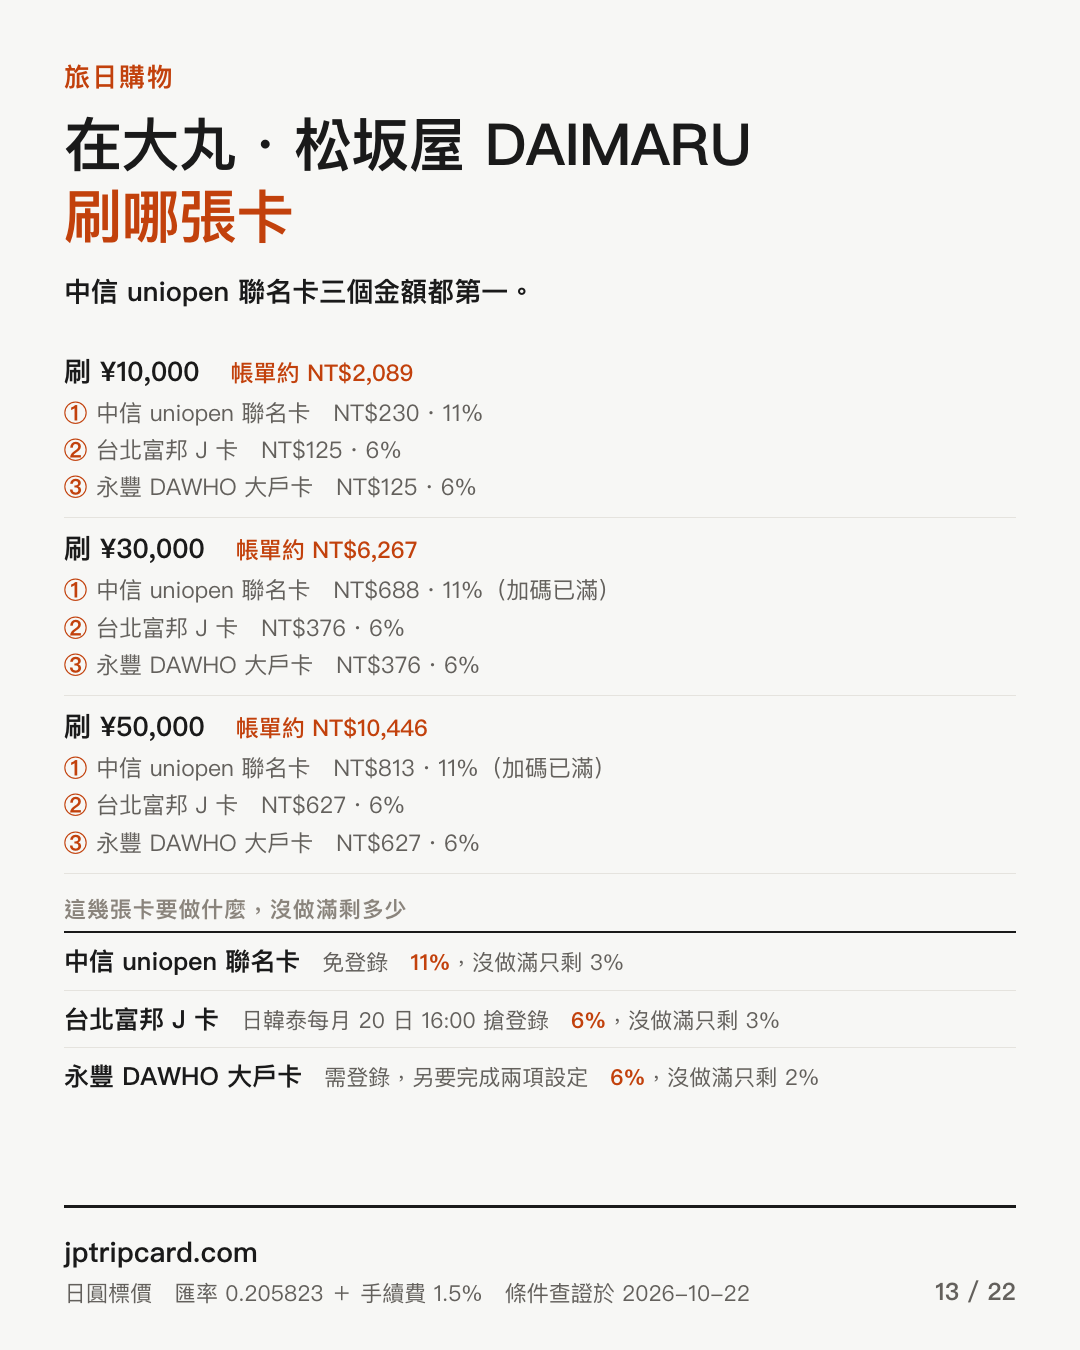 旅日購物
在大丸・松坂屋 DAIMARU
刷哪張卡
中信 uniopen 聯名卡三個金額都第一。
刷 ¥10,000 帳單約 NT$2,089
① 中信 uniopen 聯名卡 NT$230・11%
② 台北富邦 J 卡 NT$125・6%
③ 永豐 DAWHO 大戶卡 NT$125・6%
刷 ¥30,000 帳單約 NT$6,267
① 中信 uniopen 聯名卡 NT$688・11%（加碼已滿）
② 台北富邦 J 卡 NT$376・6%
③ 永豐 DAWHO 大戶卡 NT$376・6%
刷 ¥50,000 帳單約 NT$10,446
① 中信 uniopen 聯名卡 NT$813・11%（加碼已滿）
② 台北富邦 J 卡 NT$627・6%
③ 永豐 DAWHO 大戶卡 NT$627・6%
這幾張卡要做什麼，沒做滿剩多少
中信 uniopen 聯名卡 免登錄 11%，沒做滿只剩 3%
台北富邦 J 卡 日韓泰每月 20 日 16:00 搶登錄 6%，沒做滿只剩 3%
永豐 DAWHO 大戶卡 需登錄，另要完成兩項設定 6%，沒做滿只剩 2%
jptripcard.com
日圓標價 匯率 0.205823 ＋ 手續費 1.5% 條件查證於 2026–10–22 13 / 22